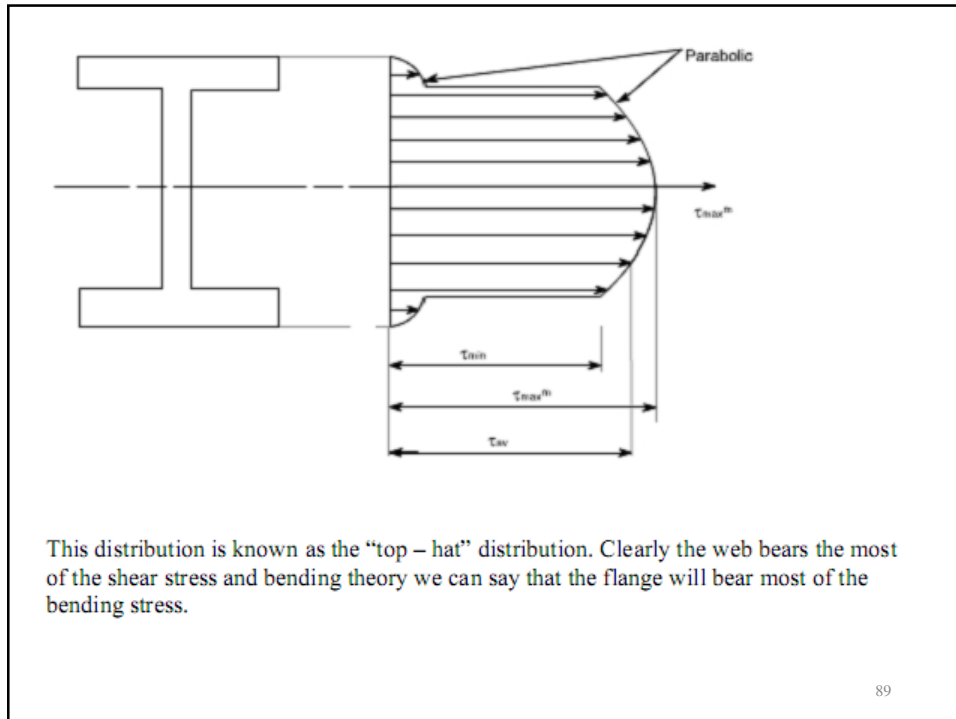 Parabolic
τmaxᵐ
τmin
τmaxᵐ
τav
This distribution is known as the “top – hat” distribution. Clearly the web bears the most
of the shear stress and bending theory we can say that the flange will bear most of the
bending stress.
89